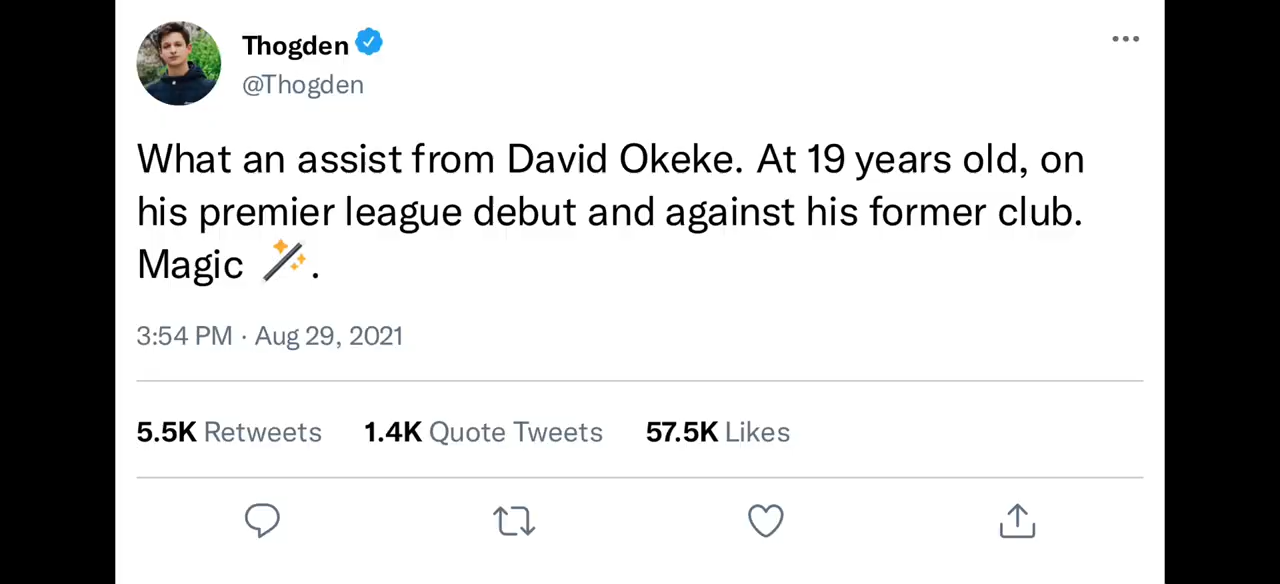 Thogden
@Thogden
What an assist from David Okeke. At 19 years old, on
his premier league debut and against his former club.
Magic 🪄.
3:54 PM · Aug 29, 2021
5.5K Retweets 1.4K Quote Tweets 57.5K Likes